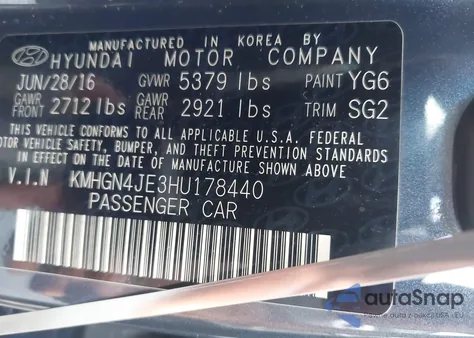 MANUFACTURED IN KOREA BY
HYUNDAI MOTOR COMPANY
JUN/28/16 GVWR 5379 lbs PAINT YG6
GAWR FRONT 2712 lbs GAWR REAR 2921 lbs TRIM SG2
THIS VEHICLE CONFORMS TO ALL APPLICABLE U.S.A. FEDERAL
MOTOR VEHICLE SAFETY, BUMPER, AND THEFT PREVENTION STANDARDS
IN EFFECT ON THE DATE OF MANUFACTURE SHOWN ABOVE.
V.I.N KMHGN4JE3HU178440
PASSENGER CAR
autoSnap